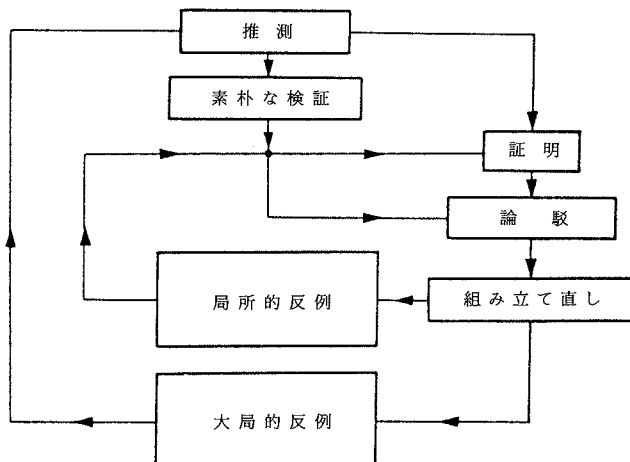 推測
素朴な検証
証明
論駁
組み立て直し
局所的反例
大局的反例